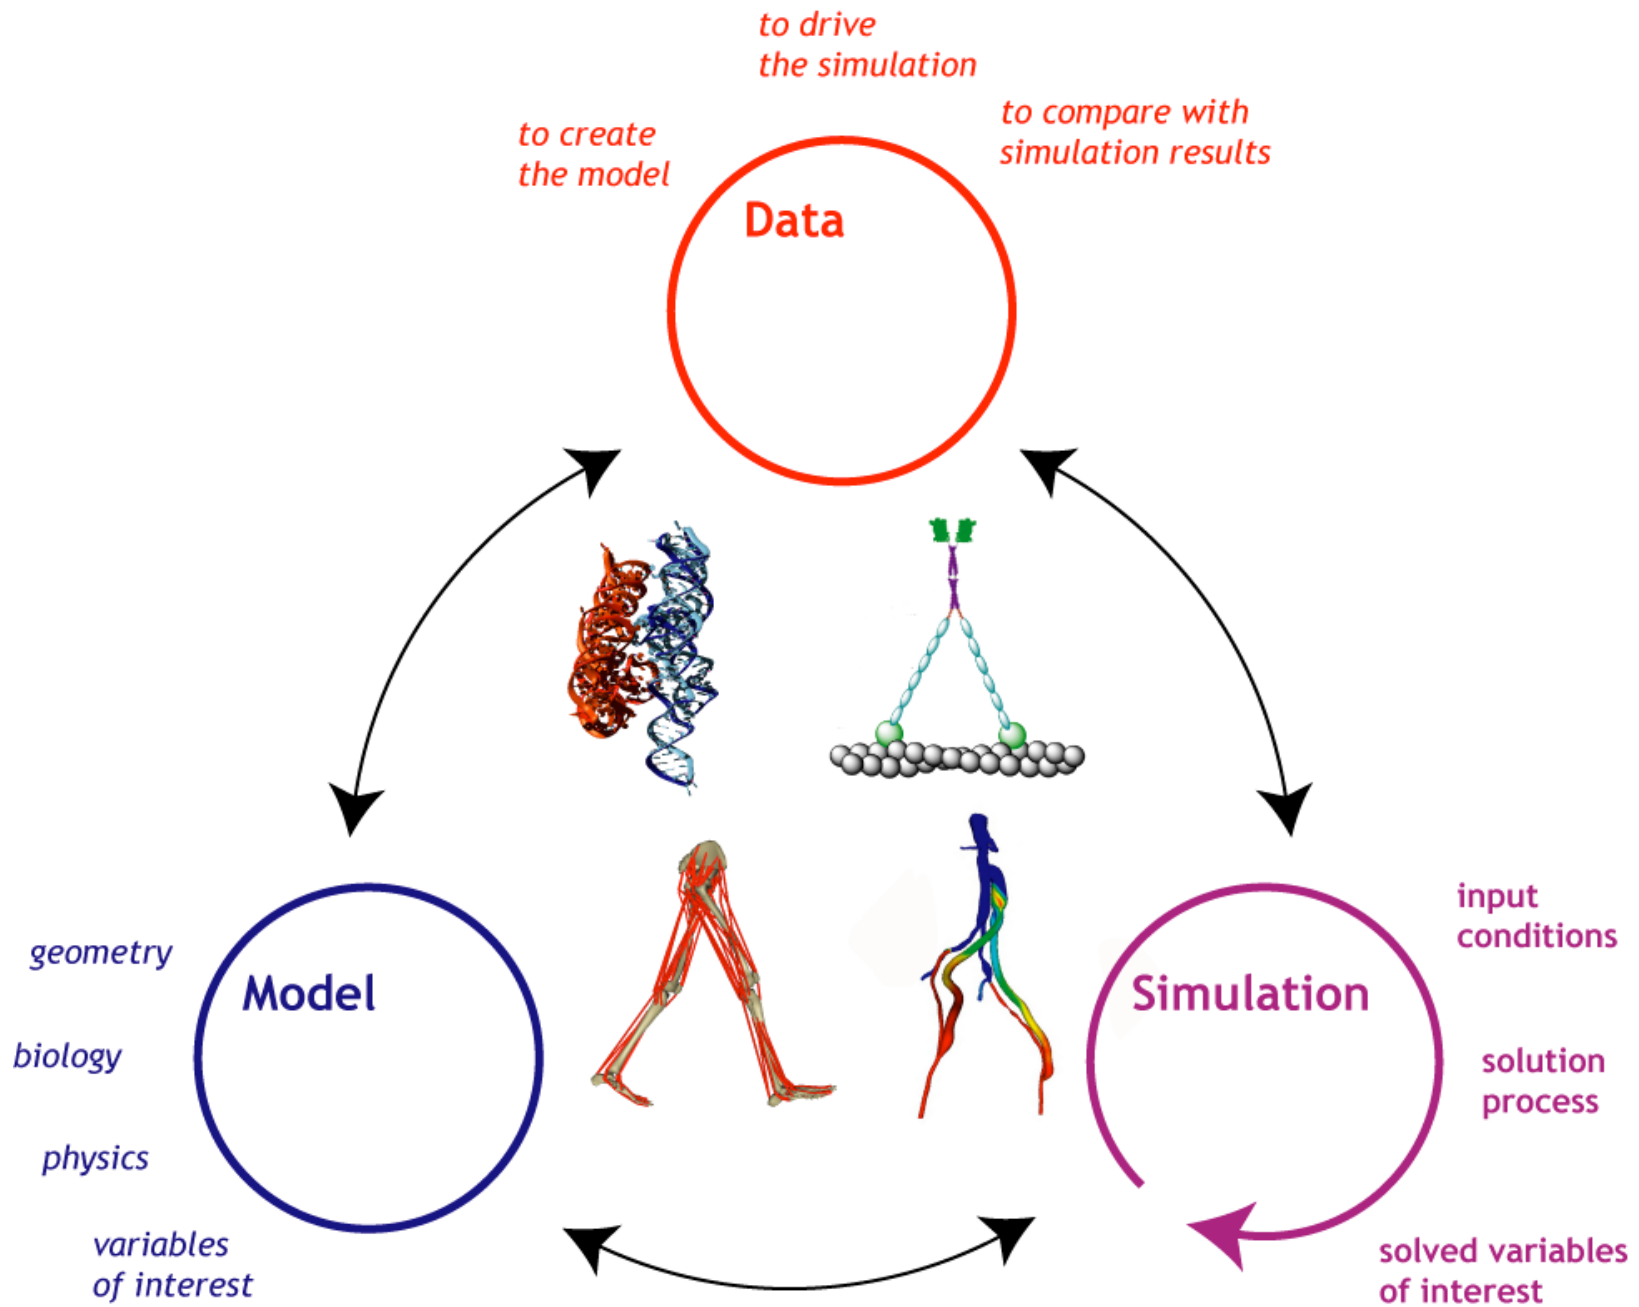 to drive
the simulation
to compare with
simulation results
to create
the model
Data
geometry
biology
physics
variables
of interest
Model
Simulation
input
conditions
solution
process
solved variables
of interest